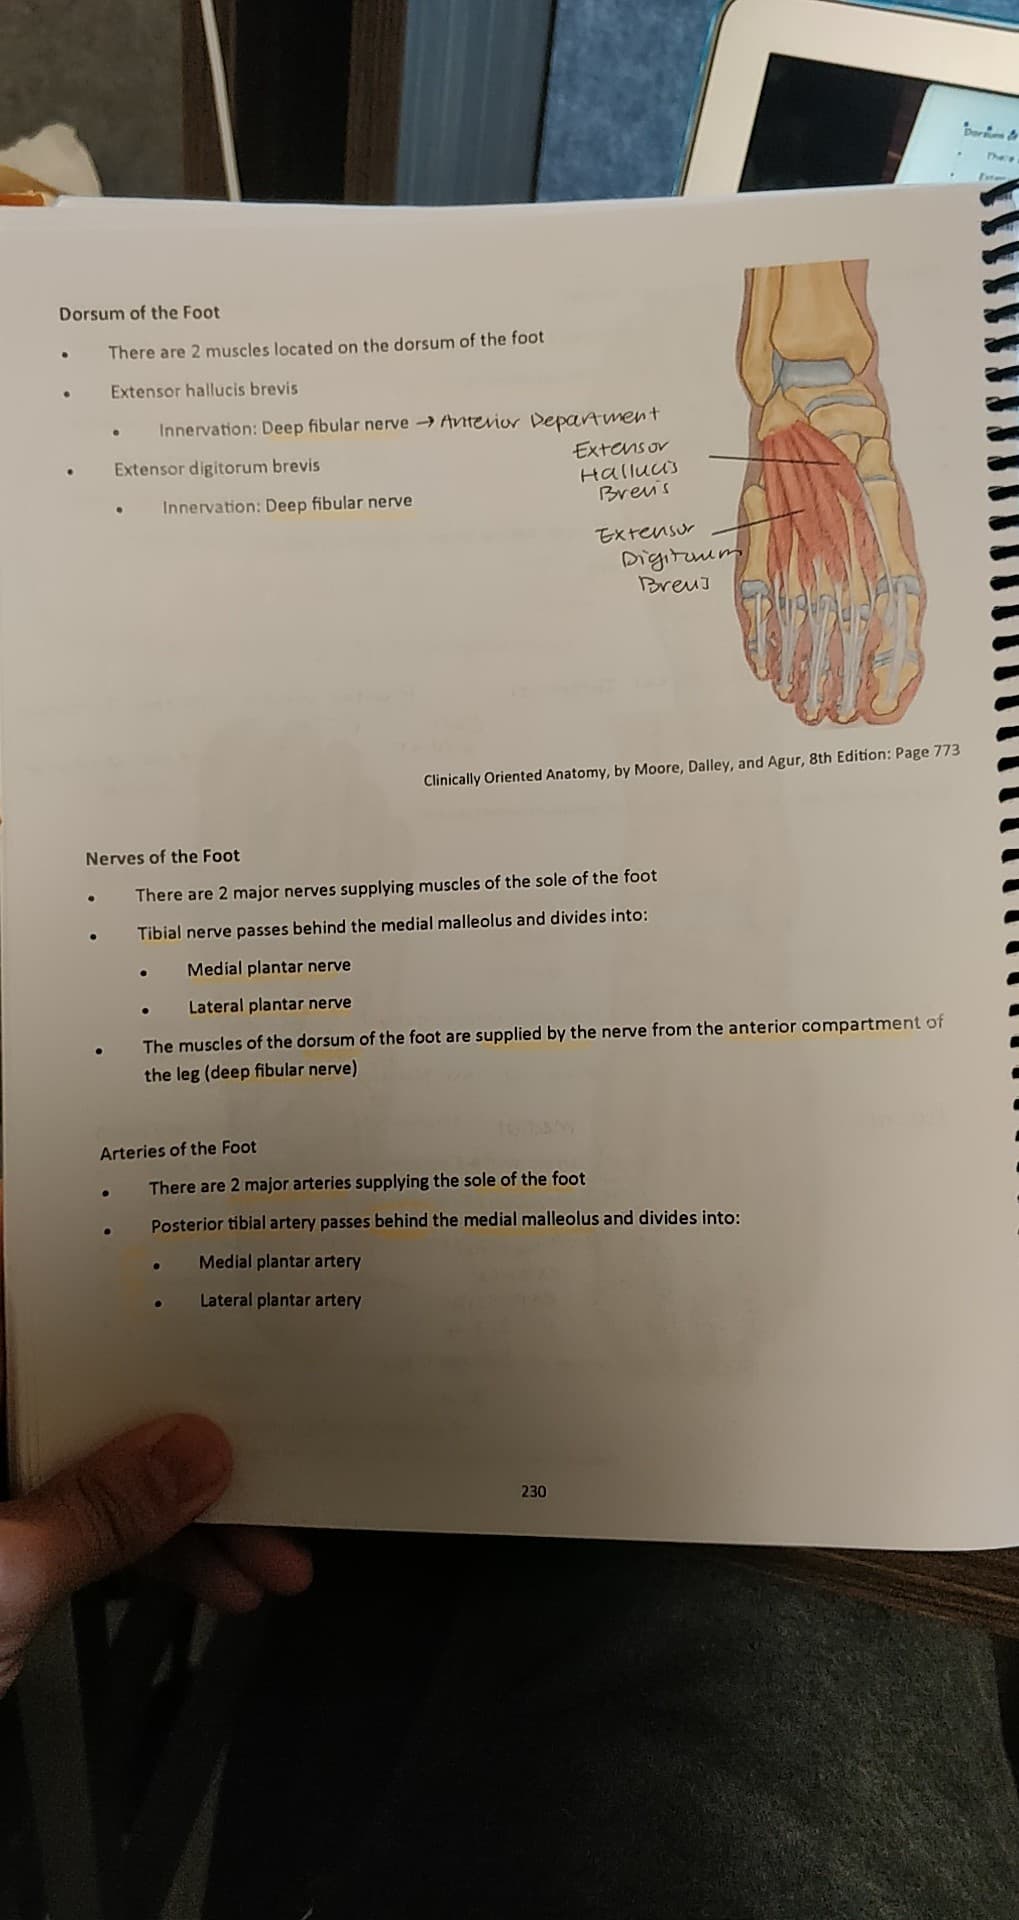 Dorsum of
There
Exten
Dorsum of the Foot
• There are 2 muscles located on the dorsum of the foot
• Extensor hallucis brevis
• Innervation: Deep fibular nerve → Anterior Department
• Extensor digitorum brevis
• Innervation: Deep fibular nerve
Extensor
Hallucis
Brevis
Extensor
Digitorum
Brevis
Clinically Oriented Anatomy, by Moore, Dalley, and Agur, 8th Edition: Page 773
Nerves of the Foot
• There are 2 major nerves supplying muscles of the sole of the foot
• Tibial nerve passes behind the medial malleolus and divides into:
• Medial plantar nerve
• Lateral plantar nerve
• The muscles of the dorsum of the foot are supplied by the nerve from the anterior compartment of
the leg (deep fibular nerve)
Arteries of the Foot
• There are 2 major arteries supplying the sole of the foot
• Posterior tibial artery passes behind the medial malleolus and divides into:
• Medial plantar artery
• Lateral plantar artery
230